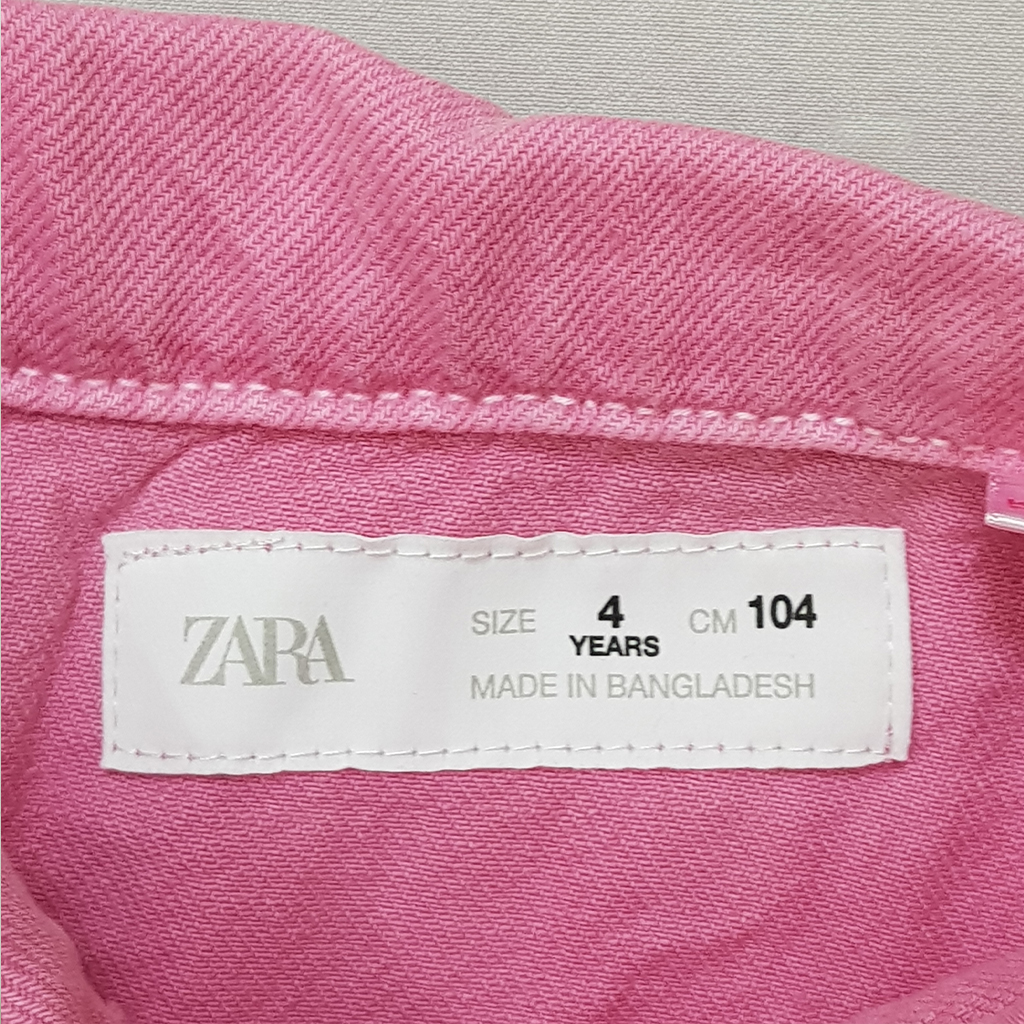 ZARA
SIZE 4 YEARS CM 104
MADE IN BANGLADESH